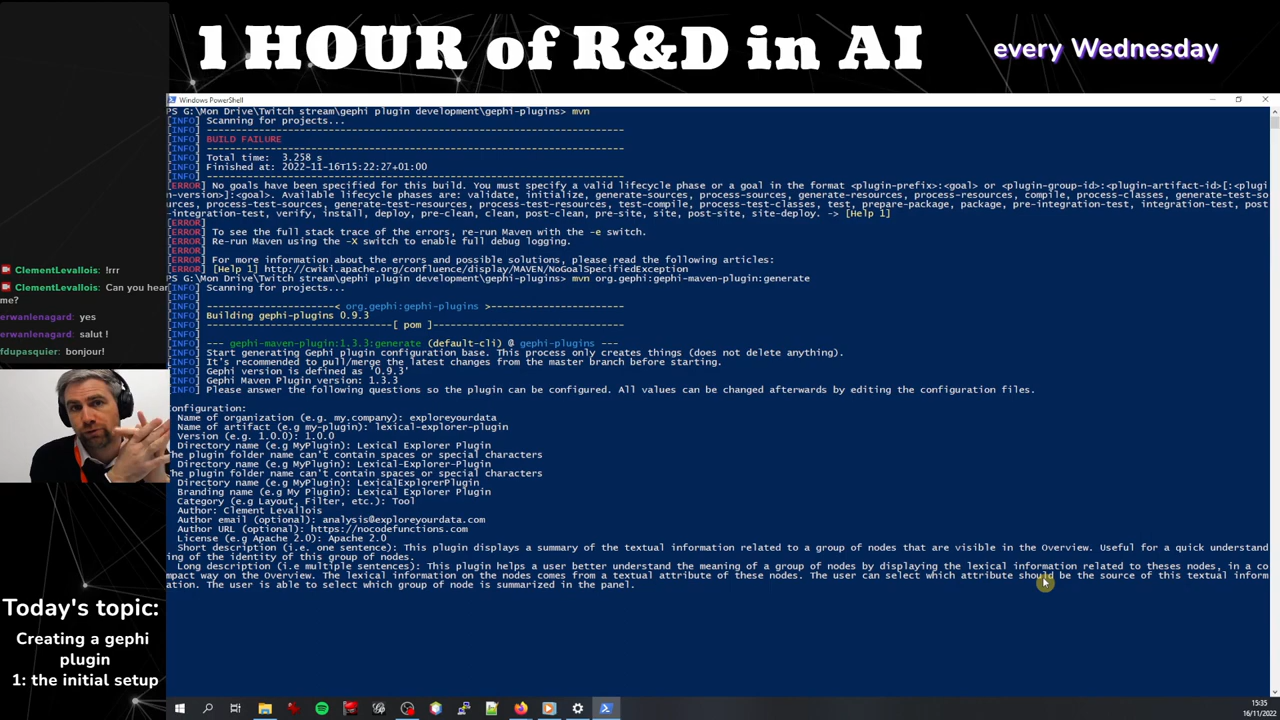 1 HOUR of R&D in AI
every Wednesday
Windows PowerShell
PS G:\Mon Drive\Twitch stream\gephi plugin development\gephi-plugins> mvn
[INFO] Scanning for projects...
[INFO] ------------------------------------------------------------------------
[INFO] BUILD FAILURE
[INFO] ------------------------------------------------------------------------
[INFO] Total time:  3.258 s
[INFO] Finished at: 2022-11-16T15:22:27+01:00
[INFO] ------------------------------------------------------------------------
[ERROR] No goals have been specified for this build. You must specify a valid lifecycle phase or a goal in the format <plugin-prefix>:<goal> or <plugin-group-id>:<plugin-artifact-id>[:<plugi
n-version>]:<goal>. Available lifecycle phases are: validate, initialize, generate-sources, process-sources, generate-resources, process-resources, compile, process-classes, generate-test-so
urces, process-test-sources, generate-test-resources, process-test-resources, test-compile, process-test-classes, test, prepare-package, package, pre-integration-test, integration-test, post
-integration-test, verify, install, deploy, pre-clean, clean, post-clean, pre-site, site, post-site, site-deploy. -> [Help 1]
[ERROR]
[ERROR] To see the full stack trace of the errors, re-run Maven with the -e switch.
[ERROR] Re-run Maven using the -X switch to enable full debug logging.
[ERROR]
[ERROR] For more information about the errors and possible solutions, please read the following articles:
[ERROR] [Help 1] http://cwiki.apache.org/confluence/display/MAVEN/NoGoalSpecifiedException
PS G:\Mon Drive\Twitch stream\gephi plugin development\gephi-plugins> mvn org.gephi:gephi-maven-plugin:generate
[INFO] Scanning for projects...
[INFO]
[INFO] ----------------------< org.gephi:gephi-plugins >-----------------------
[INFO] Building gephi-plugins 0.9.3
[INFO] --------------------------------[ pom ]---------------------------------
[INFO]
[INFO] --- gephi-maven-plugin:1.3.3:generate (default-cli) @ gephi-plugins ---
[INFO] Start generating Gephi plugin configuration base. This process only creates things (does not delete anything).
[INFO] It's recommended to pull/merge the latest changes from the master branch before starting.
[INFO] Gephi version is defined as '0.9.3'
[INFO] Gephi Maven Plugin version: 1.3.3
[INFO] Please answer the following questions so the plugin can be configured. All values can be changed afterwards by editing the configuration files.
onfiguration:
Name of organization (e.g. my.company): exploreyourdata
Name of artifact (e.g my-plugin): lexical-explorer-plugin
Version (e.g. 1.0.0): 1.0.0
Directory name (e.g MyPlugin): Lexical Explorer Plugin
he plugin folder name can't contain spaces or special characters
Directory name (e.g MyPlugin): Lexical-Explorer-Plugin
he plugin folder name can't contain spaces or special characters
Directory name (e.g MyPlugin): LexicalExplorerPlugin
Branding name (e.g My Plugin): Lexical Explorer Plugin
Category (e.g Layout, Filter, etc.): Tool
Author: Clement Levallois
Author email (optional): analysis@exploreyourdata.com
Author URL (optional): https://nocodefunctions.com
License (e.g Apache 2.0): Apache 2.0
Short description (i.e. one sentence): This plugin displays a summary of the textual information related to a group of nodes that are visible in the Overview. Useful for a quick understand
ing of the identity of this group of nodes.
Long description (i.e multiple sentences): This plugin helps a user better understand the meaning of a group of nodes by displaying the lexical information related to theses nodes, in a co
mpact way on the Overview. The lexical information on the nodes comes from a textual attribute of these nodes. The user can select which attribute should be the source of this textual inform
ation. The user is able to select which group of node is summarized in the panel.
ClementLevallois: !rrr
ClementLevallois: Can you hear
me?
erwanlenagard: yes
erwanlenagard: salut !
fdupasquier: bonjour!
Today's topic:
Creating a gephi
plugin
1: the initial setup
15:35
16/11/2022